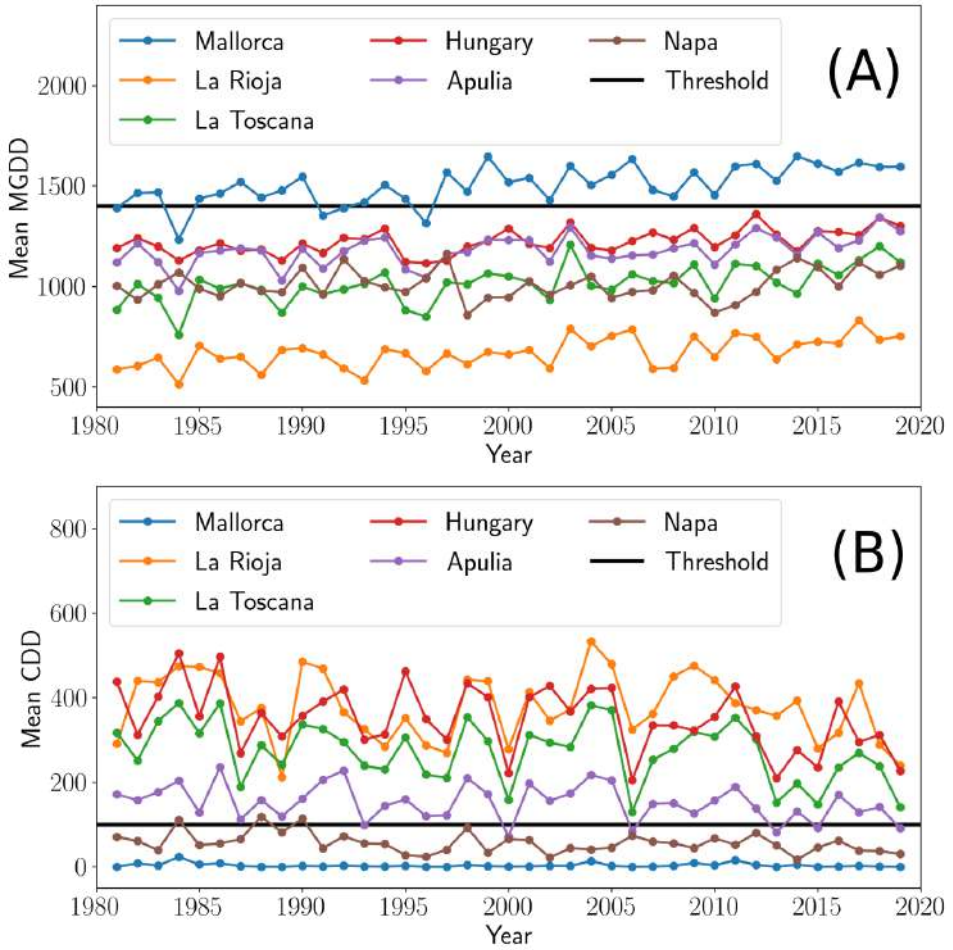 Mallorca Hungary Napa
La Rioja Apulia Threshold
La Toscana
(A)
Mean MGDD
2000
1500
1000
500
1980 1985 1990 1995 2000 2005 2010 2015 2020
Year
Mallorca Hungary Napa
La Rioja Apulia Threshold
La Toscana
(B)
Mean CDD
800
600
400
200
0
1980 1985 1990 1995 2000 2005 2010 2015 2020
Year